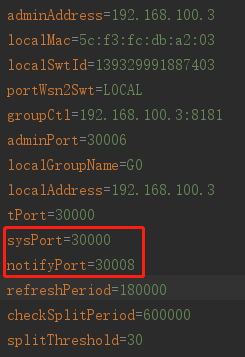 adminAddress=192.168.100.3
localMac=5c:f3:fc:db:a2:03
localSwtId=139329991887403
portWsn2Swt=LOCAL
groupCtl=192.168.100.3:8181
adminPort=30006
localGroupName=G0
localAddress=192.168.100.3
tPort=30000
sysPort=30000
notifyPort=30008
refreshPeriod=180000
checkSplitPeriod=600000
splitThreshold=30